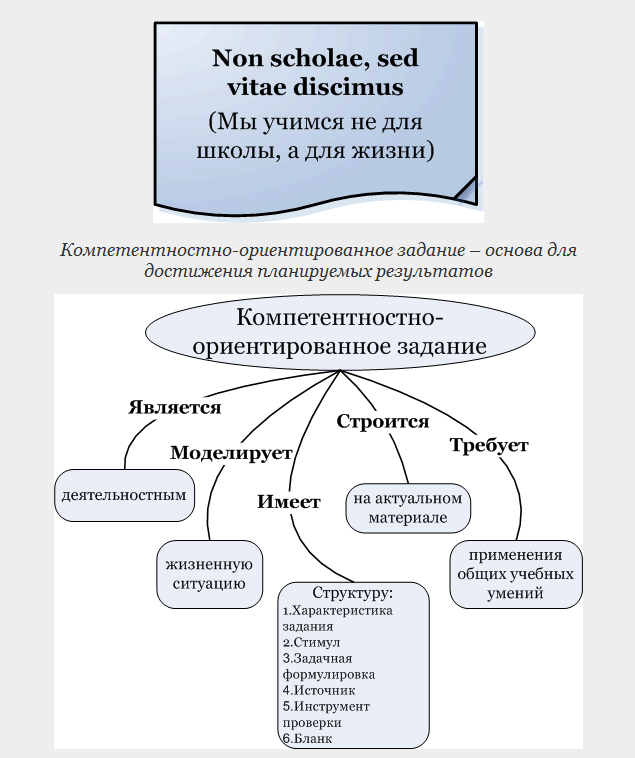 Non scholae, sed
vitae discimus
(Мы учимся не для
школы, а для жизни)
Компетентностно-ориентированное задание – основа для
достижения планируемых результатов
Компетентностно-
ориентированное задание
Является
деятельностным
Моделирует
жизненную
ситуацию
Имеет
Структуру:
1.Характеристика
задания
2.Стимул
3.Задачная
формулировка
4.Источник
5.Инструмент
проверки
6.Бланк
Строится
на актуальном
материале
Требует
применения
общих учебных
умений